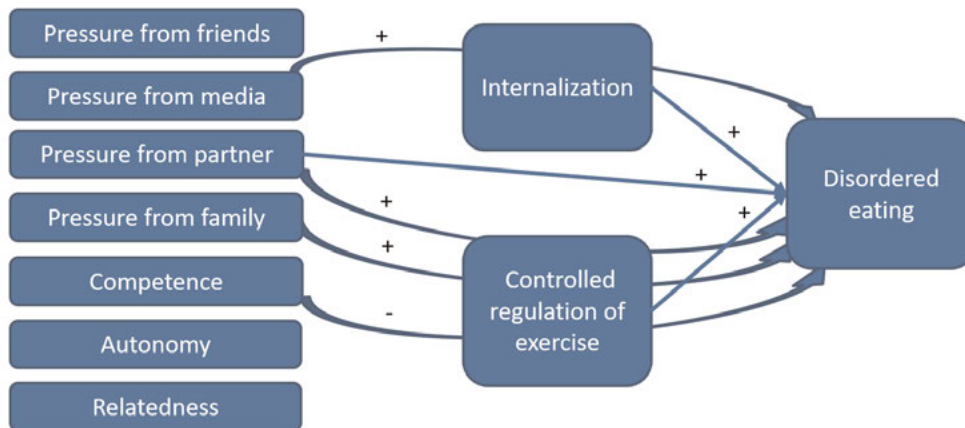 Pressure from friends
+
Internalization
Pressure from media
Pressure from partner
+
+
Disordered
eating
+
Pressure from family
+
+
Controlled
regulation of
exercise
Competence
-
Autonomy
Relatedness